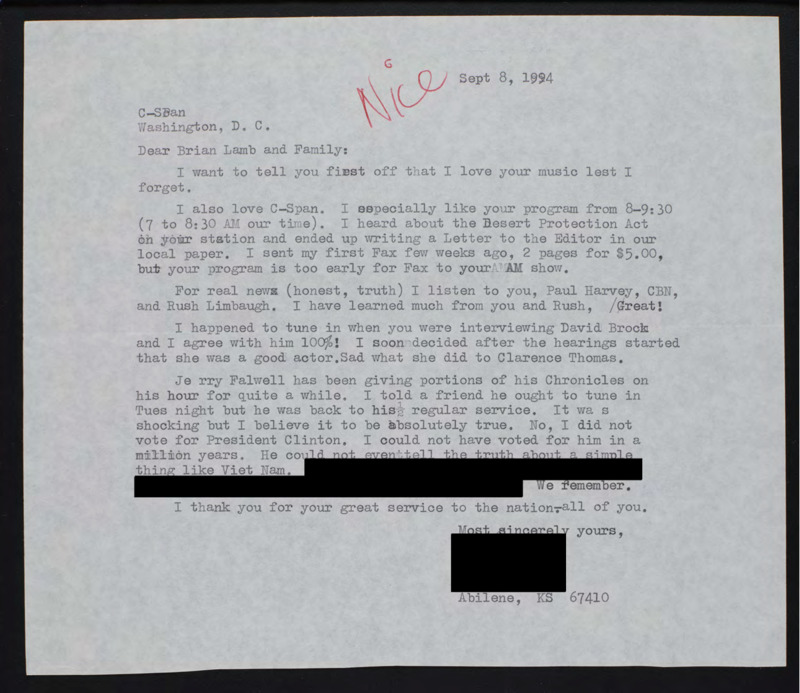 G
Nice
Sept 8, 1994
C-SPan
Washington, D. C.
Dear Brian Lamb and Family:
I want to tell you first off that I love your music lest I
forget.
I also love C-Span. I especially like your program from 8-9:30
(7 to 8:30 AM our time). I heard about the Desert Protection Act
on your station and ended up writing a Letter to the Editor in our
local paper. I sent my first Fax few weeks ago, 2 pages for $5.00,
but your program is too early for Fax to your AM show.
For real news (honest, truth) I listen to you, Paul Harvey, CBN,
and Rush Limbaugh. I have learned much from you and Rush, /Great!
I happened to tune in when you were interviewing David Brock
and I agree with him 100%! I soon decided after the hearings started
that she was a good actor.Sad what she did to Clarence Thomas.
Je rry Falwell has been giving portions of his Chronicles on
his hour for quite a while. I told a friend he ought to tune in
Tues night but he was back to his½ regular service. It wa s
shocking but I believe it to be absolutely true. No, I did not
vote for President Clinton. I could not have voted for him in a
million years. He could not even tell the truth about a simple
thing like Viet Nam.
We remember.
I thank you for your great service to the nation-all of you.
Most sincerely yours,
Abilene, KS 67410